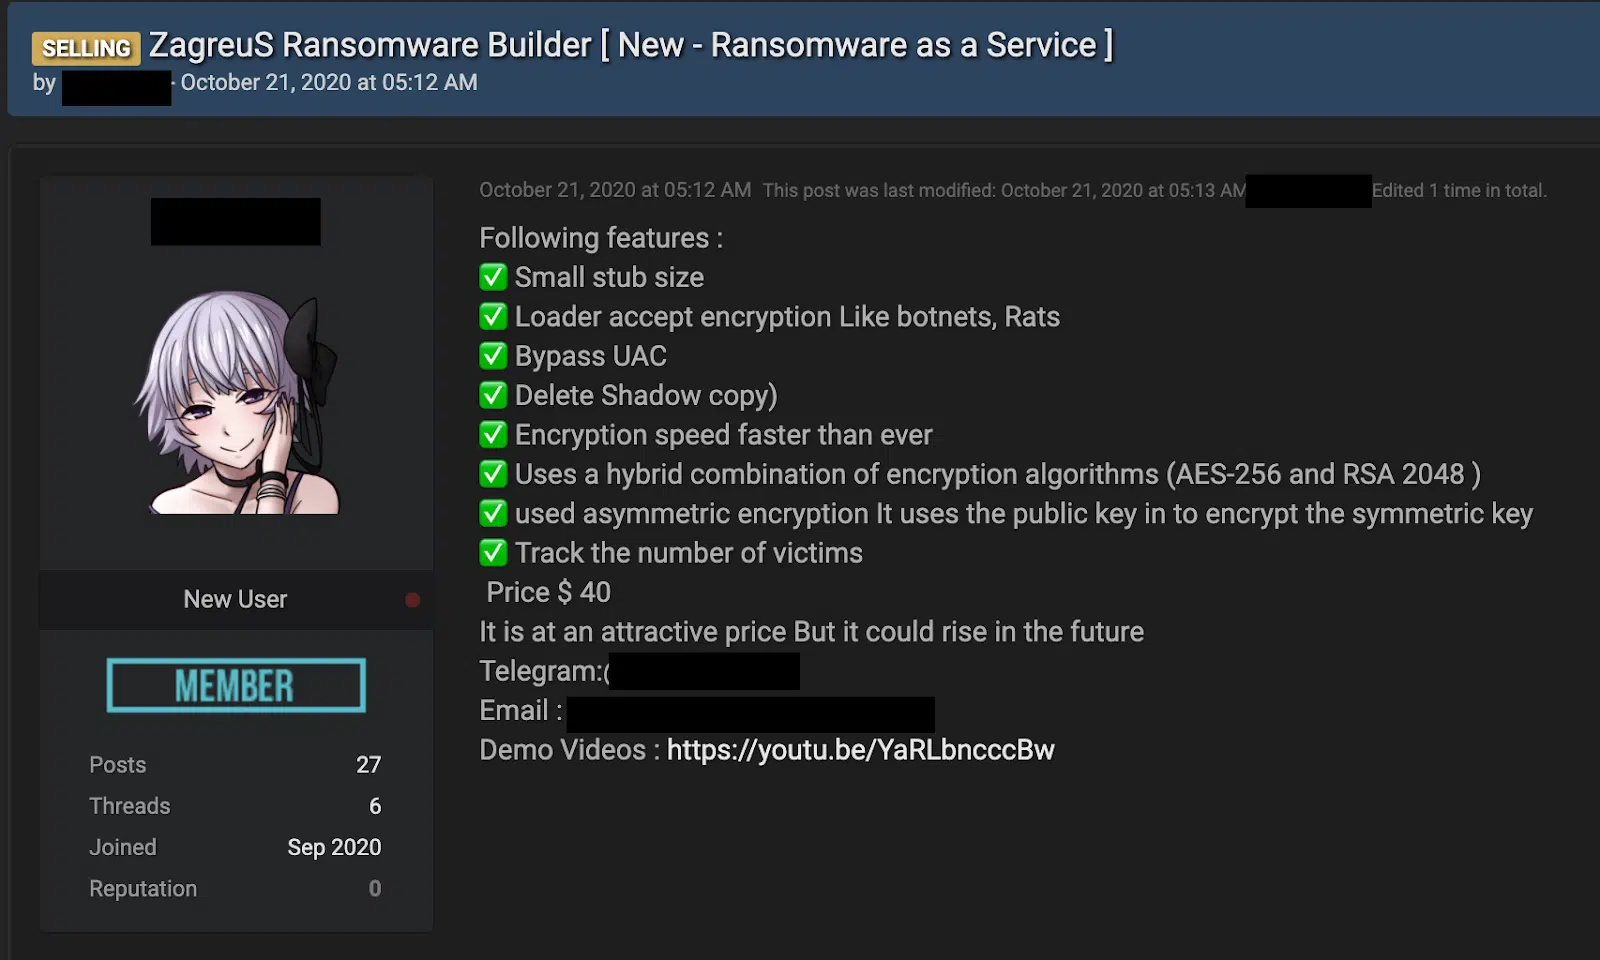 SELLING ZagreuS Ransomware Builder [ New - Ransomware as a Service ]
by - October 21, 2020 at 05:12 AM
October 21, 2020 at 05:12 AM This post was last modified: October 21, 2020 at 05:13 AM Edited 1 time in total.
Following features :
✅ Small stub size
✅ Loader accept encryption Like botnets, Rats
✅ Bypass UAC
✅ Delete Shadow copy)
✅ Encryption speed faster than ever
✅ Uses a hybrid combination of encryption algorithms (AES-256 and RSA 2048 )
✅ used asymmetric encryption It uses the public key in to encrypt the symmetric key
✅ Track the number of victims
Price $ 40
It is at an attractive price But it could rise in the future
Telegram:(
Email :
Demo Videos : https://youtu.be/YaRLbncccBw
New User
MEMBER
Posts 27
Threads 6
Joined Sep 2020
Reputation 0